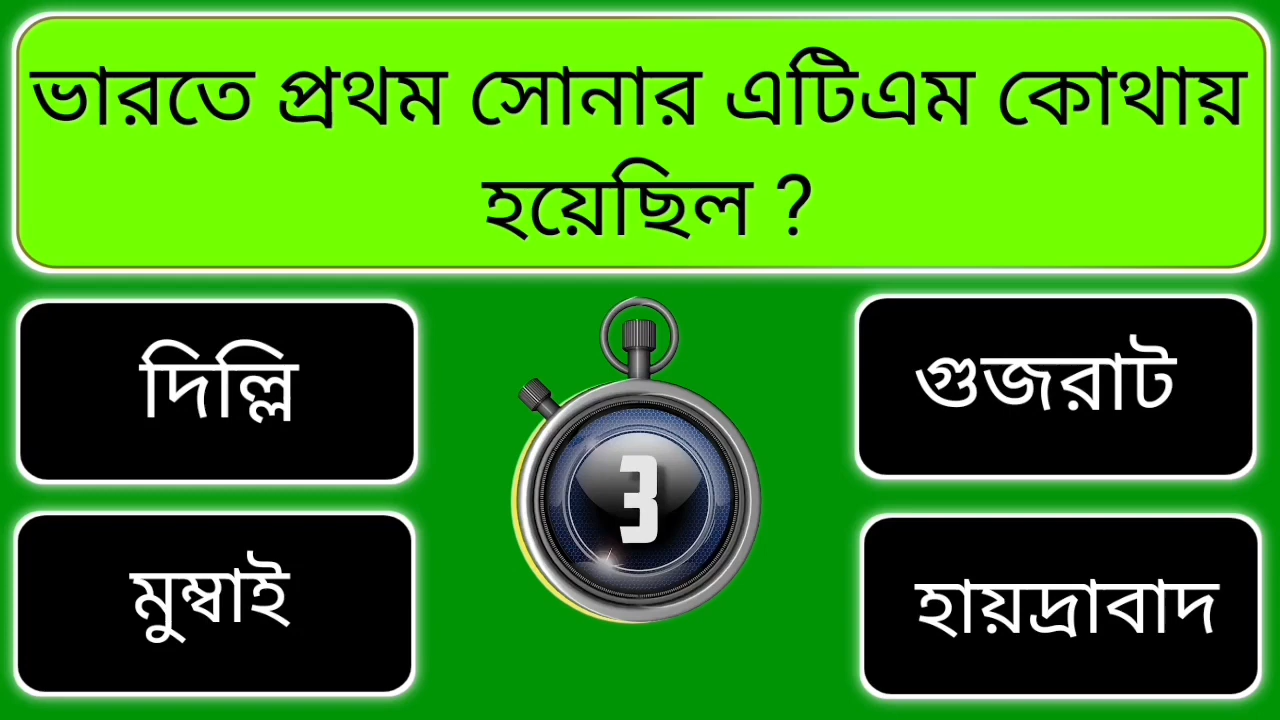 ভারতে প্রথম সোনার এটিএম কোথায়
হয়েছিল ?
দিল্লি
গুজরাট
3
মুম্বাই
হায়দ্রাবাদ